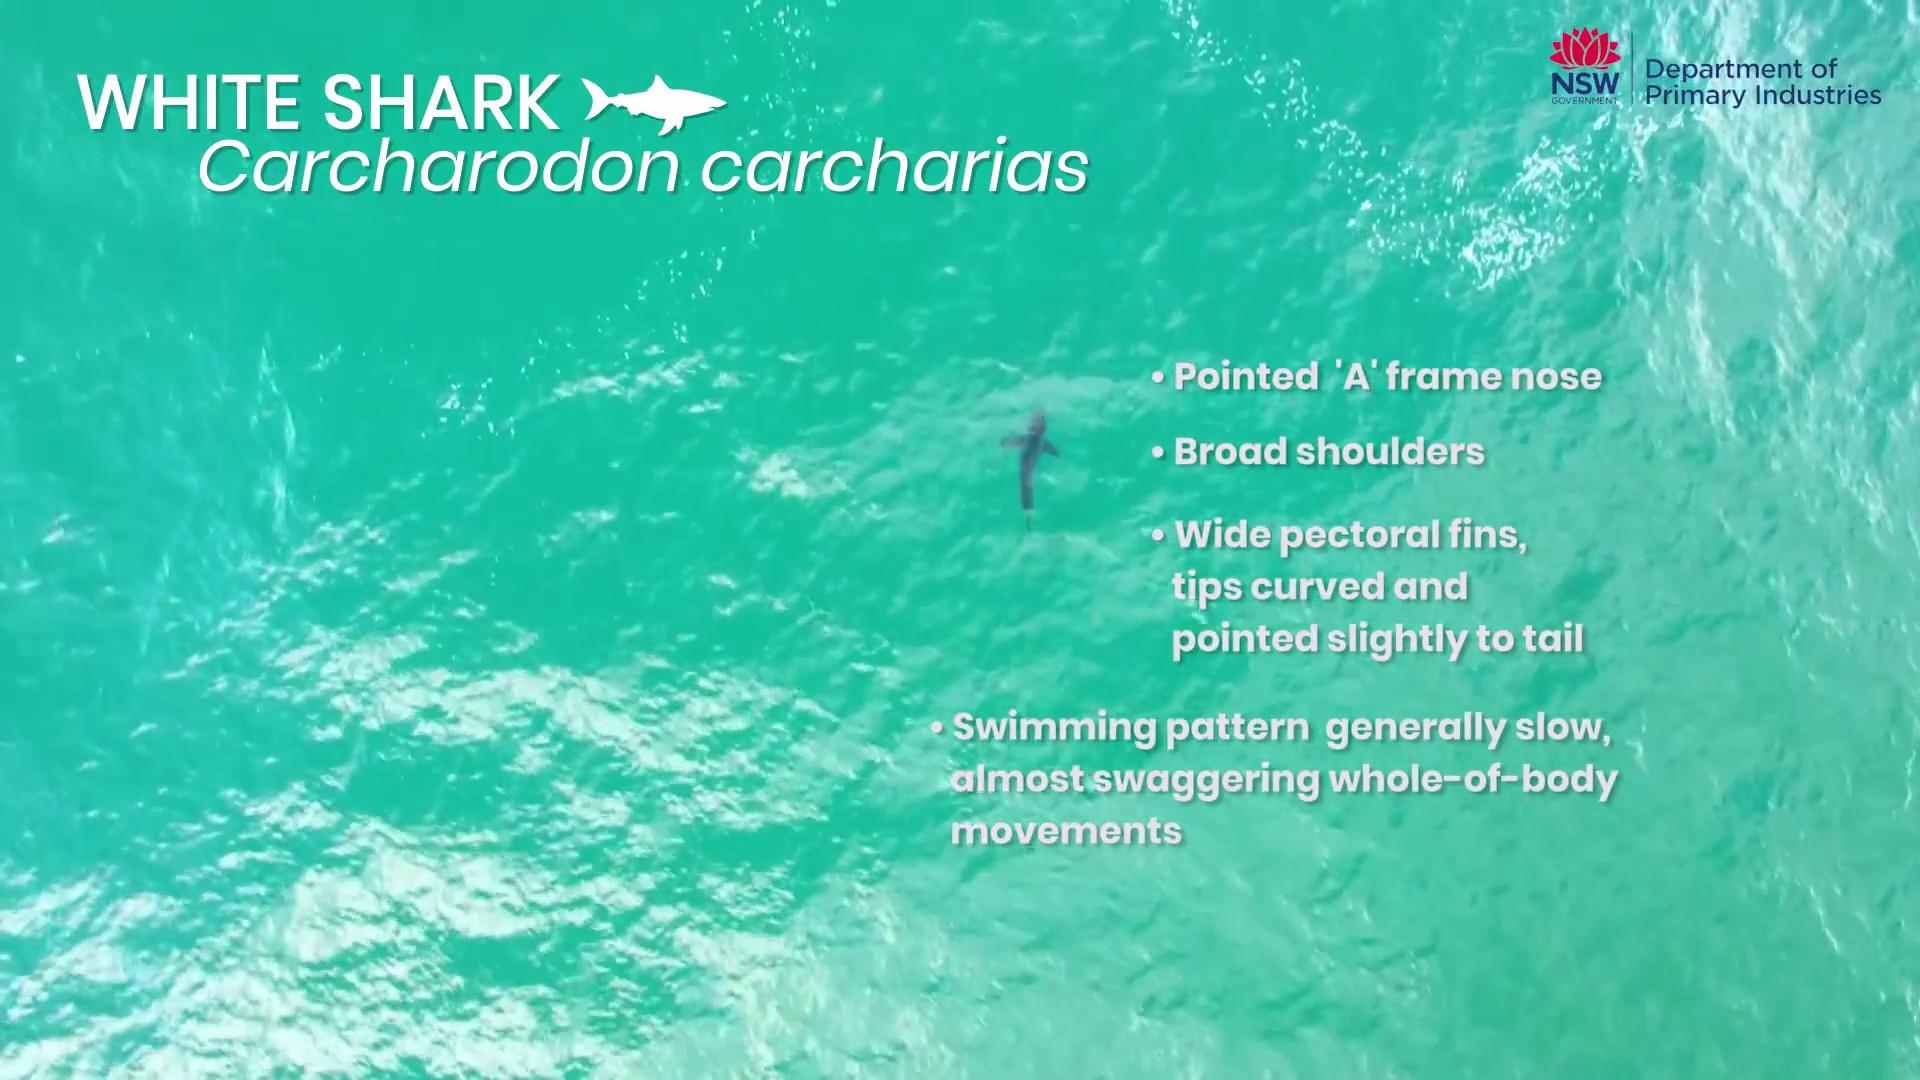 WHITE SHARK
Carcharodon carcharias
NSW
GOVERNMENT
Department of
Primary Industries
• Pointed 'A' frame nose
• Broad shoulders
• Wide pectoral fins,
tips curved and
pointed slightly to tail
• Swimming pattern generally slow,
almost swaggering whole-of-body
movements